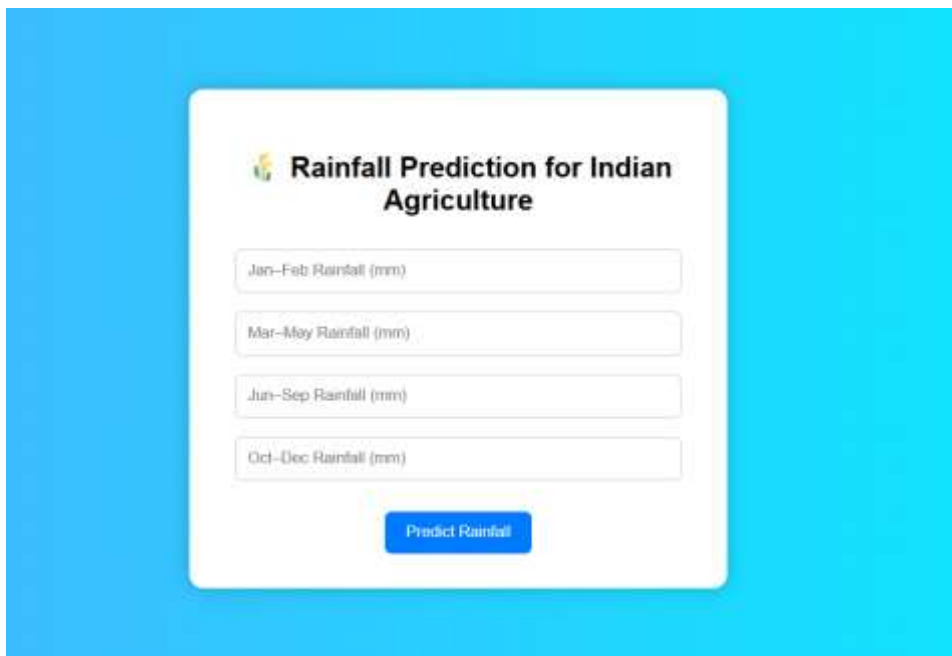 Rainfall Prediction for Indian
Agriculture
Jan–Feb Rainfall (mm)
Mar–May Rainfall (mm)
Jun–Sep Rainfall (mm)
Oct–Dec Rainfall (mm)
Predict Rainfall